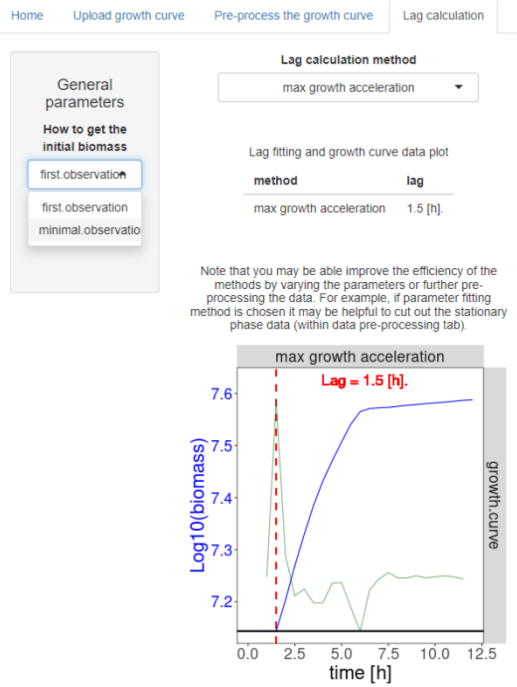 Home Upload growth curve Pre-process the growth curve Lag calculation
General
parameters
How to get the
initial biomass
first.observation
first.observation
minimal.observatio
Lag calculation method
max growth acceleration
Lag fitting and growth curve data plot
method lag
max growth acceleration 1.5 [h].
Note that you may be able improve the efficiency of the
methods by varying the parameters or further pre-
processing the data. For example, if parameter fitting
method is chosen it may be helpful to cut out the stationary
phase data (within data pre-processing tab).
max growth acceleration
Lag = 1.5 [h].
7.6
7.5
7.4
7.3
7.2
Log10(biomass)
growth.curve
0.0 2.5 5.0 7.5 10.0 12.5
time [h]